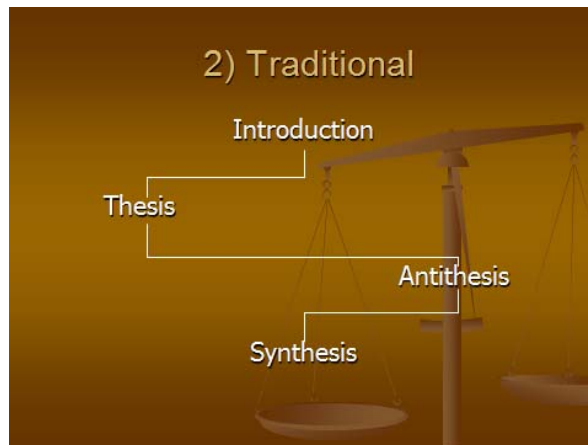 2) Traditional
Introduction
Thesis
Antithesis
Synthesis